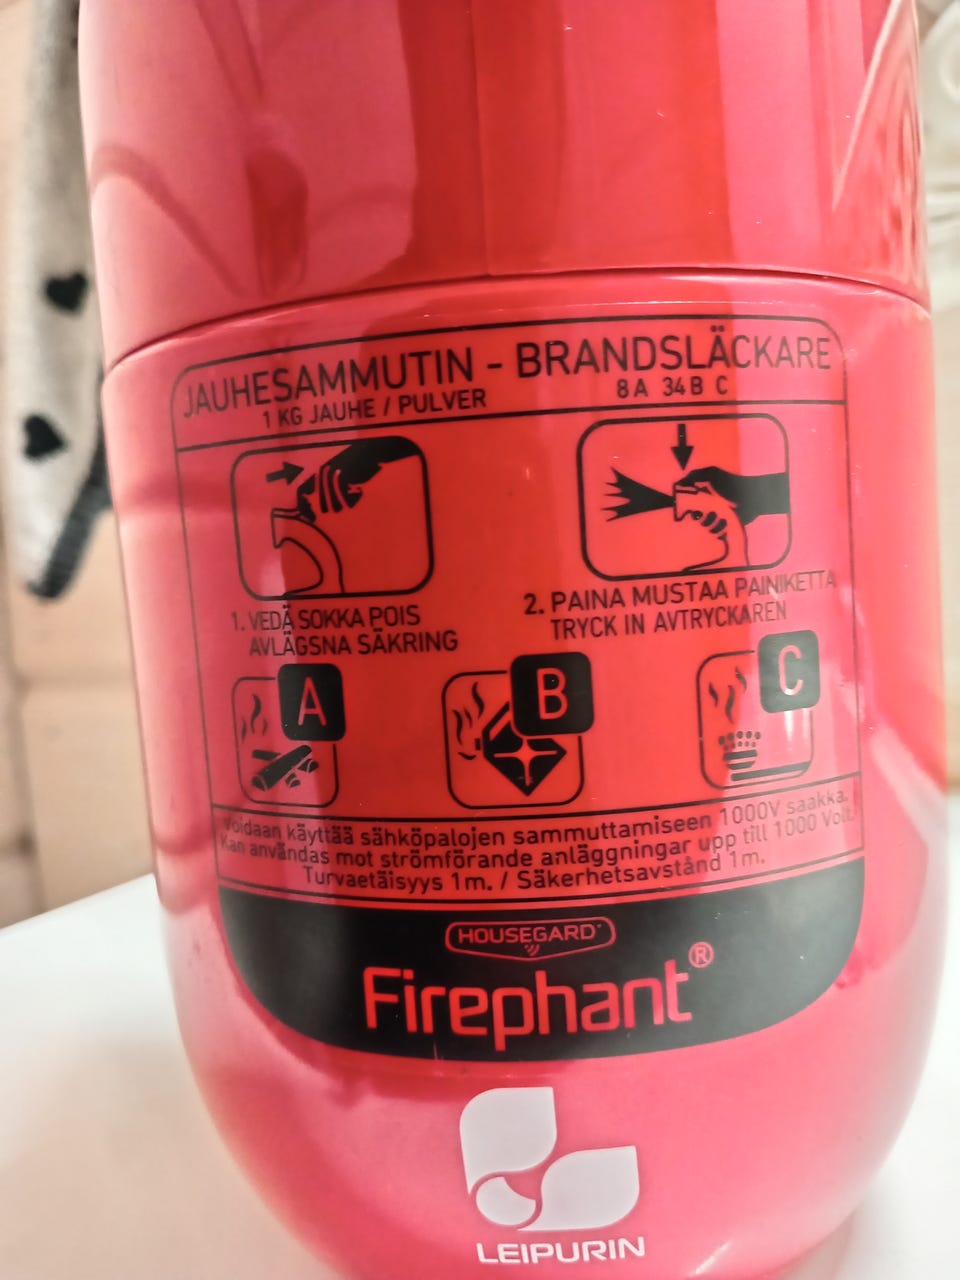 JAUHESAMMUTIN - BRANDSLÄCKARE
1 KG JAUHE / PULVER 8 A 34 B C
1. VEDÄ SOKKA POIS
AVLÄGSNA SÄKRING
2. PAINA MUSTAA PAINIKETTA
TRYCK IN AVTRYCKAREN
A B C
Voidaan käyttää sähköpalojen sammuttamiseen 1000V saakka.
Kan användas mot strömförande anläggningar upp till 1000 Volt.
Turvaetäisyys 1m. / Säkerhetsavstånd 1m.
HOUSEGARD
Firephant®
LEIPURIN